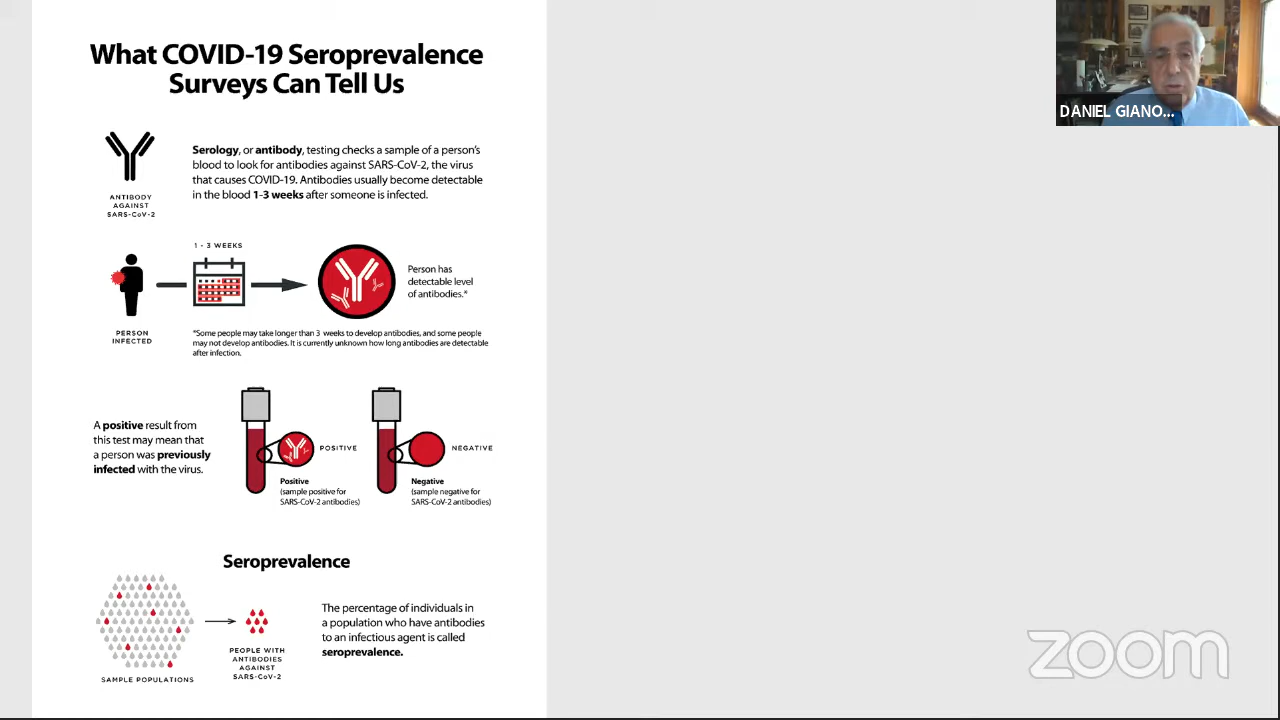 What COVID-19 Seroprevalence
Surveys Can Tell Us
DANIEL GIANO...
ANTIBODY
AGAINST
SARS-CoV-2
Serology, or antibody, testing checks a sample of a person's
blood to look for antibodies against SARS-CoV-2, the virus
that causes COVID-19. Antibodies usually become detectable
in the blood 1-3 weeks after someone is infected.
1 - 3 WEEKS
Person has
detectable level
of antibodies.*
PERSON
INFECTED
*Some people may take longer than 3 weeks to develop antibodies, and some people
may not develop antibodies. It is currently unknown how long antibodies are detectable
after infection.
A positive result from
this test may mean that
a person was previously
infected with the virus.
POSITIVE
Positive
(sample positive for
SARS-CoV-2 antibodies)
NEGATIVE
Negative
(sample negative for
SARS-CoV-2 antibodies)
Seroprevalence
SAMPLE POPULATIONS
PEOPLE WITH
ANTIBODIES
AGAINST
SARS-CoV-2
The percentage of individuals in
a population who have antibodies
to an infectious agent is called
seroprevalence.
zoom